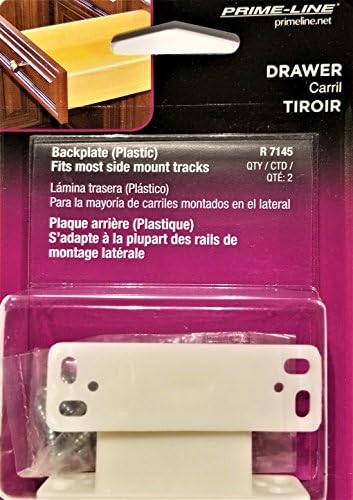 PRIME-LINE®
primeline.net
DRAWER
Carril
TIROIR
Backplate (Plastic)
Fits most side mount tracks
R 7145
QTY / CTD /
QTÉ: 2
Lámina trasera (Plástico)
Para la mayoría de carriles montados en el lateral
Plaque arrière (Plastique)
S'adapte à la plupart des rails de
montage latérale